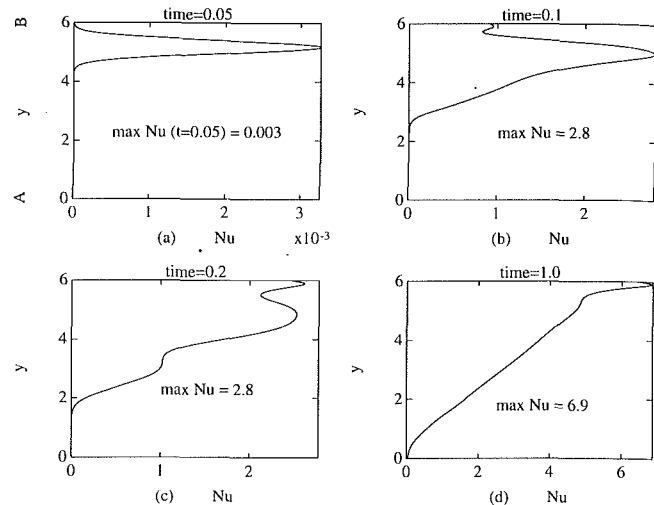 B
time=0.05
6
4
y
2
max Nu (t=0.05) = 0.003
A
0
0 1 2 3
(a) Nu x10-3
time=0.1
6
4
y
2
max Nu = 2.8
0
0 1 2
(b) Nu
time=0.2
6
4
y
2
max Nu = 2.8
0
0 1 2
(c) Nu
time=1.0
6
4
y
2
max Nu = 6.9
0
0 2 4 6
(d) Nu